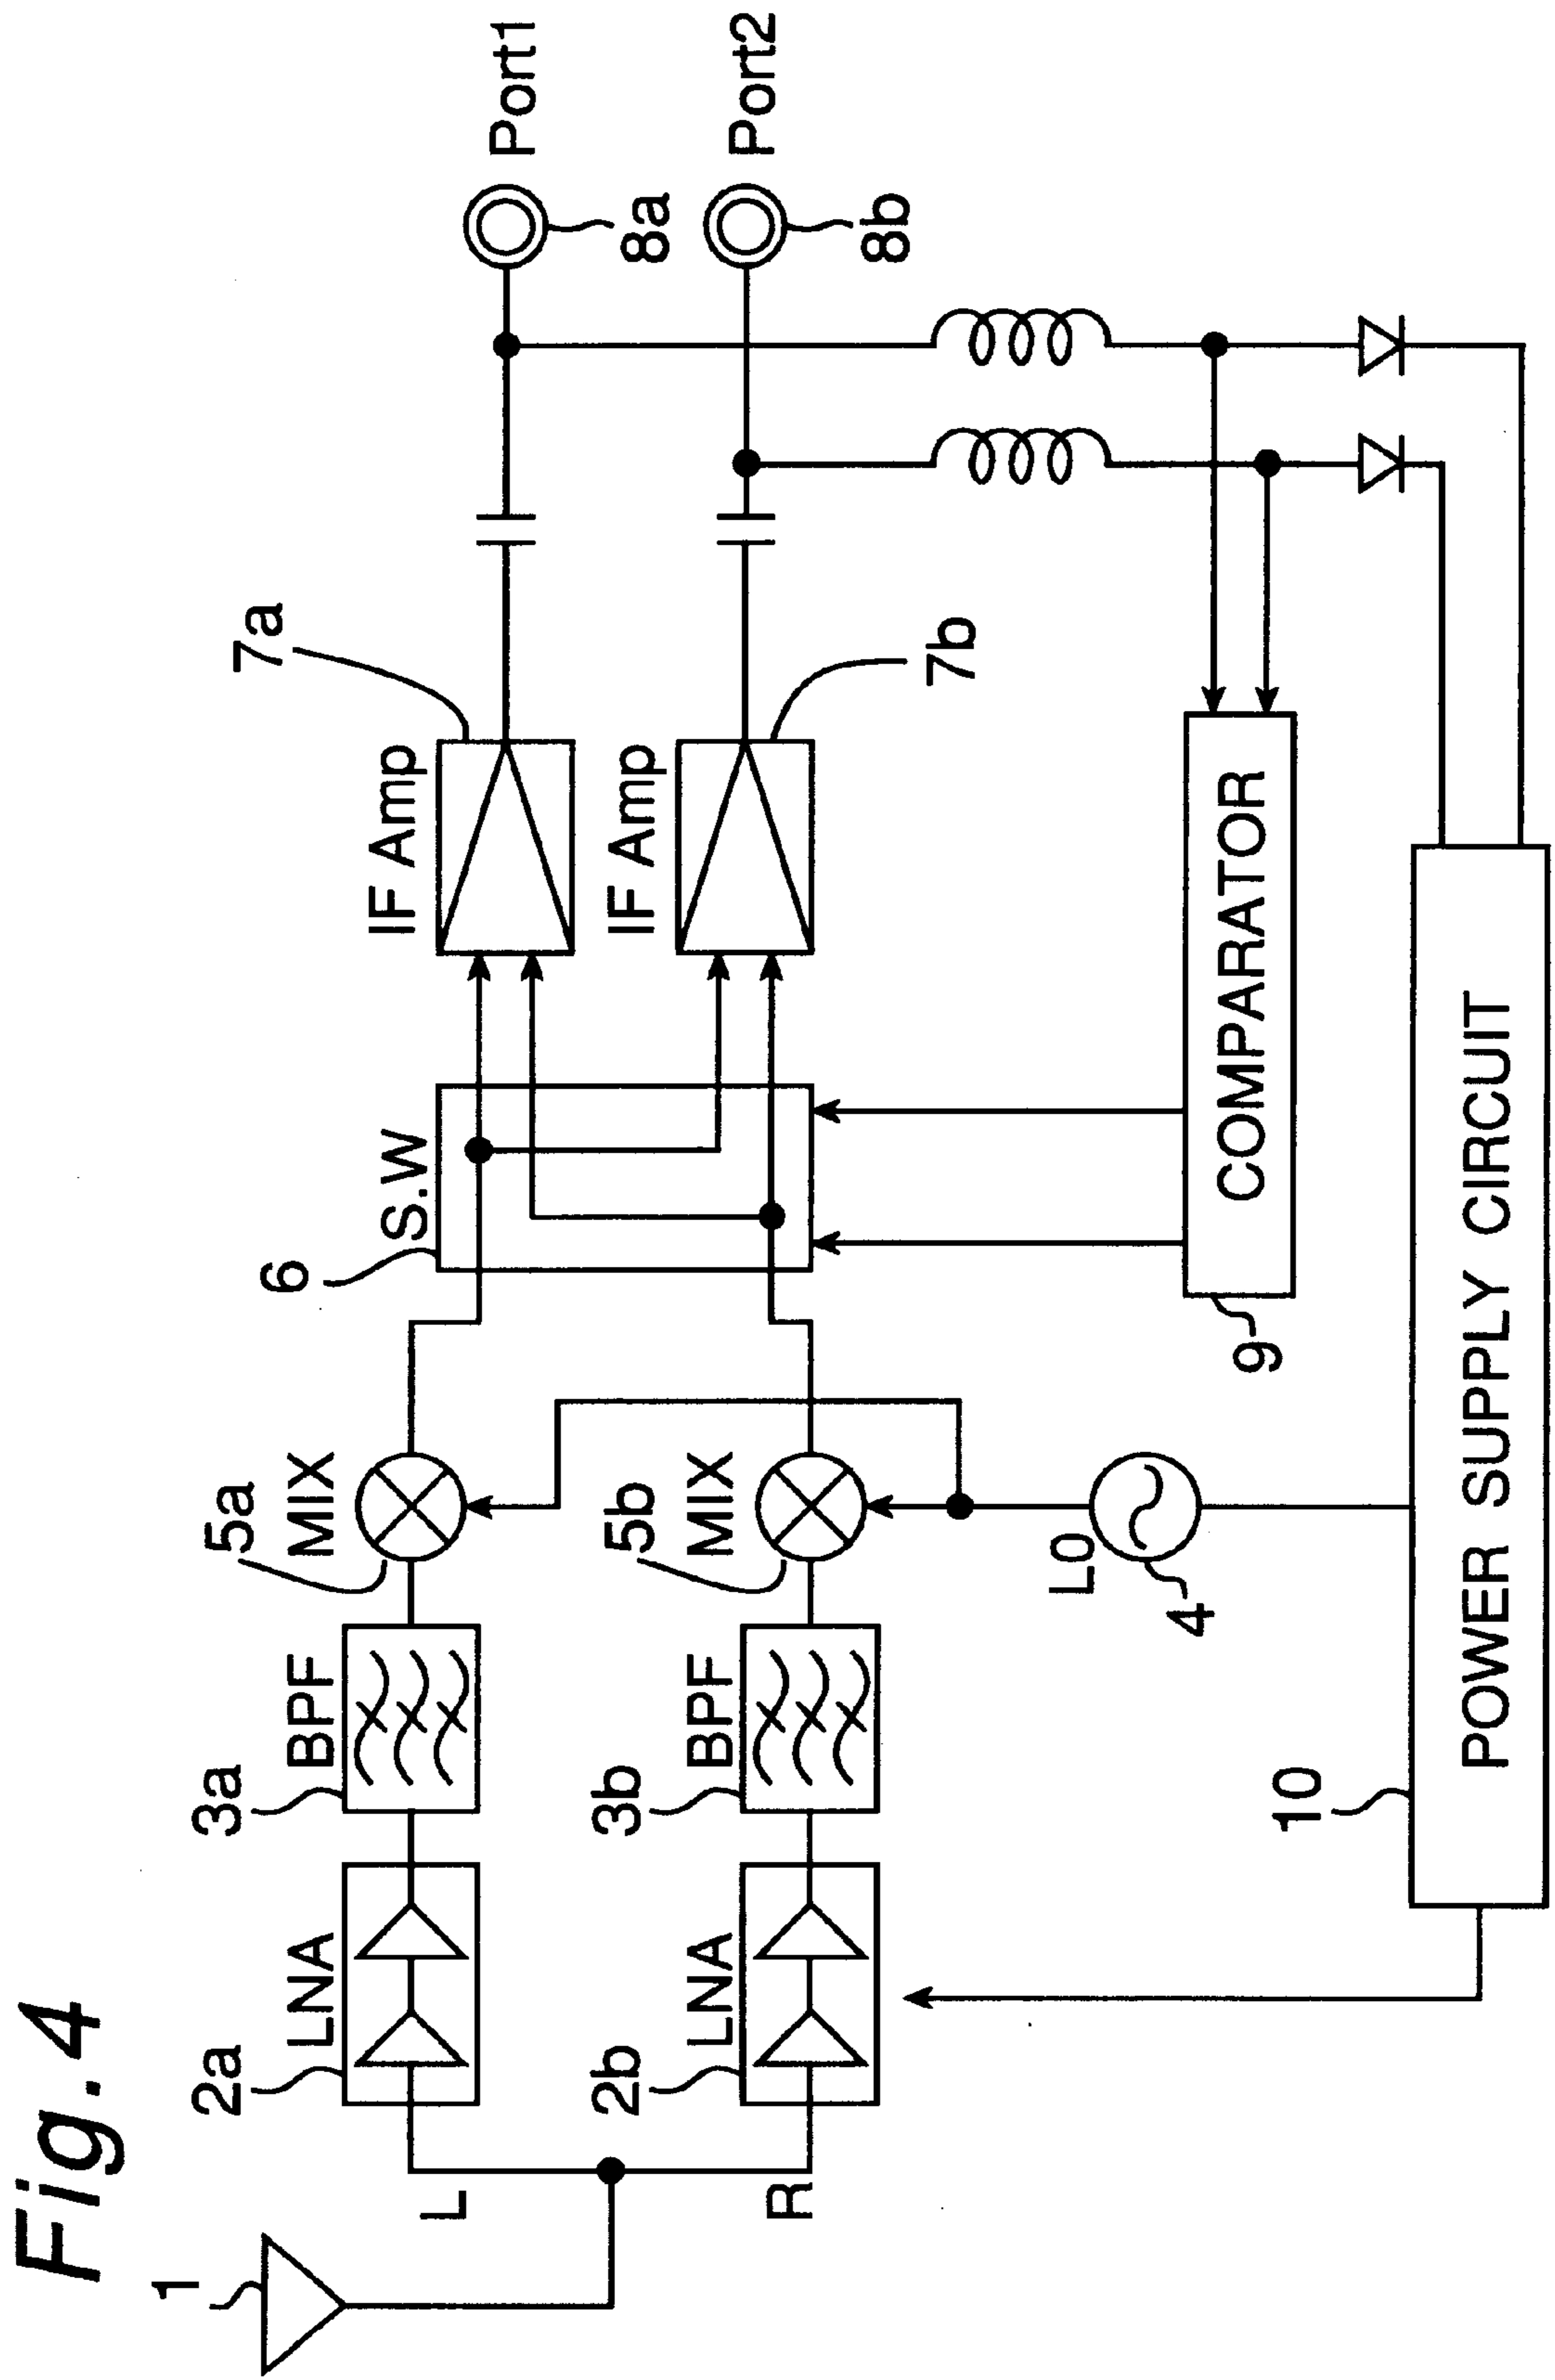 Fig.4
1
L
R
2a
LNA
3a
BPF
5a
MIX
6
S.W
IF Amp
7a
Port1
8a
2b
LNA
3b
BPF
5b
MIX
IF Amp
7b
Port2
8b
LO
4
9
COMPARATOR
10
POWER SUPPLY CIRCUIT